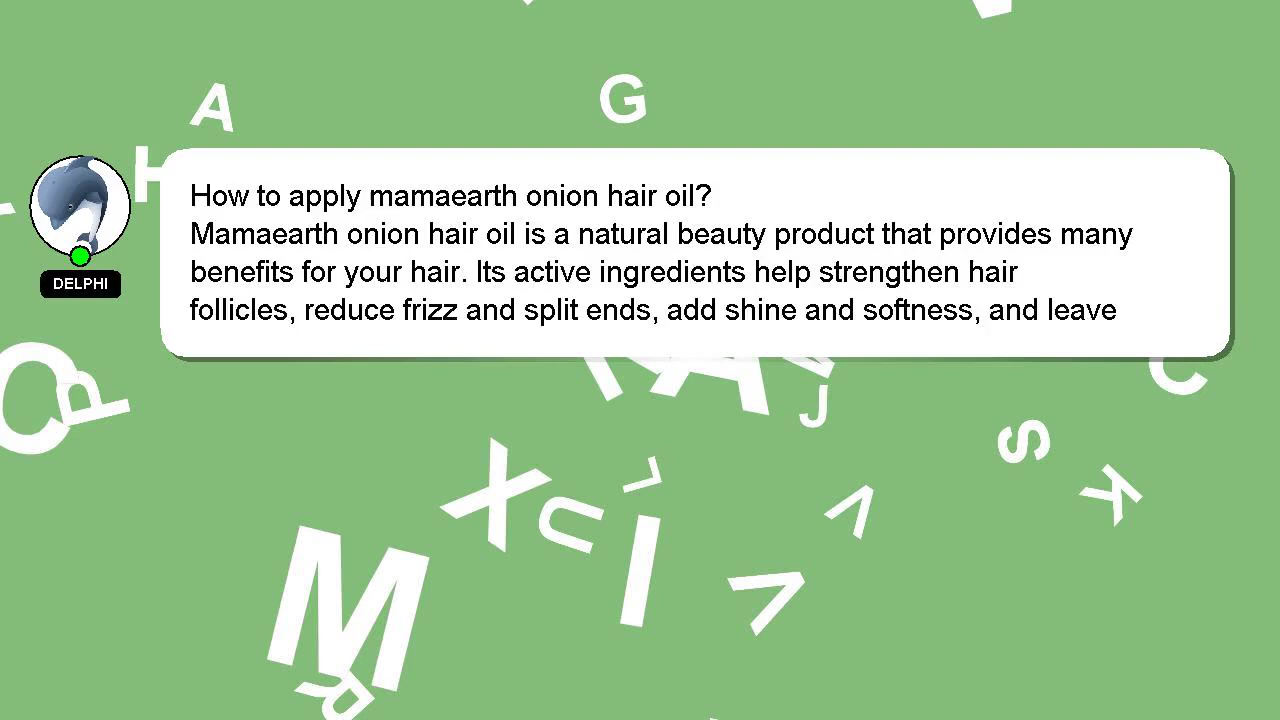 A
G
H
DELPHI
How to apply mamaearth onion hair oil?
Mamaearth onion hair oil is a natural beauty product that provides many
benefits for your hair. Its active ingredients help strengthen hair
follicles, reduce frizz and split ends, add shine and softness, and leave
C
P
A
J
C
S
K
X
U
L
I
V
V
M
R